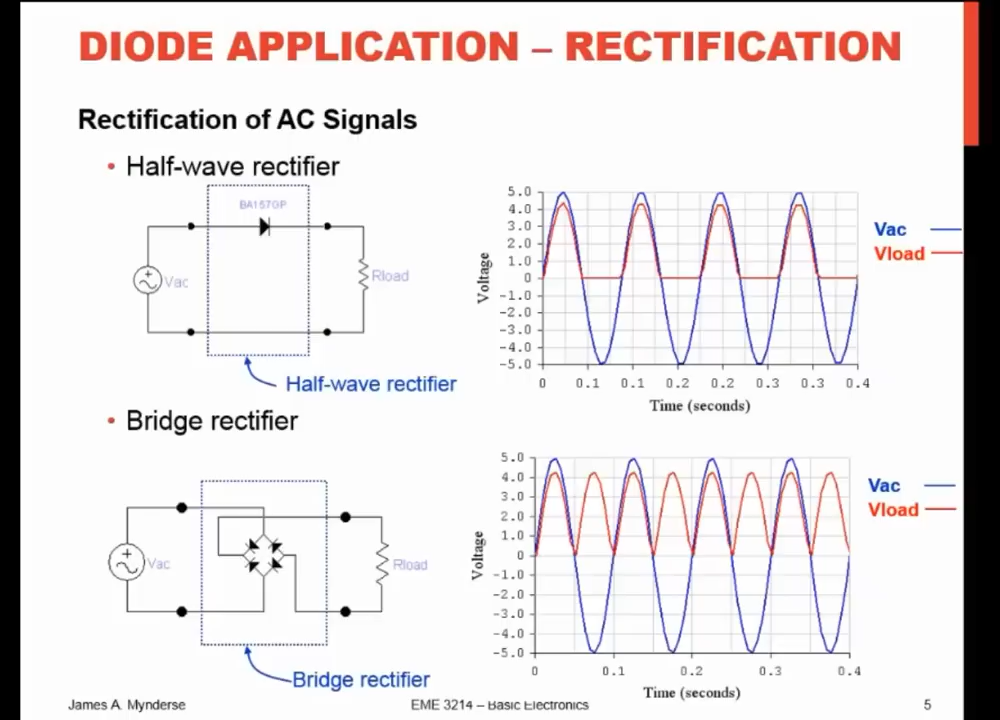 DIODE APPLICATION – RECTIFICATION
Rectification of AC Signals
• Half-wave rectifier
BA157GP
Vac
Rload
Half-wave rectifier
5.0
4.0
3.0
2.0
1.0
0
-1.0
-2.0
-3.0
-4.0
-5.0
Voltage
0 0.1 0.1 0.2 0.2 0.3 0.3 0.4
Time (seconds)
Vac
Vload
• Bridge rectifier
Vac
Rload
Bridge rectifier
5.0
4.0
3.0
2.0
1.0
0
-1.0
-2.0
-3.0
-4.0
-5.0
Voltage
0 0.1 0.2 0.3 0.4
Time (seconds)
Vac
Vload
James A. Mynderse
EME 3214 – Basic Electronics
5